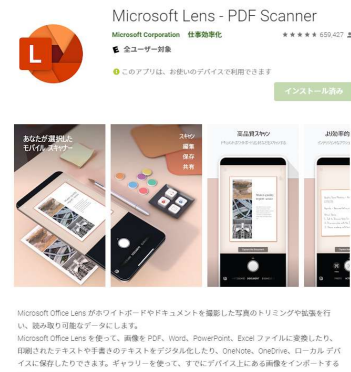 Microsoft Lens - PDF Scanner
Microsoft Corporation 仕事効率化
★★★★★ 659,427
E 全ユーザー対象
このアプリは、お使いのデバイスで利用できます
インストール済み
あなたが選択した
モバイル スキャナー
スキャン
編集
保存
共有
高品質スキャン
より効率的
L
Microsoft Office Lens がホワイトボードやドキュメントを撮影した写真のトリミングや拡張を行
い、読み取り可能なデータにします。
Microsoft Office Lens を使って、画像を PDF、Word、PowerPoint、Excel ファイルに変換したり、
印刷されたテキストや手書きのテキストをデジタル化したり、OneNote、OneDrive、ローカル デバ
イスに保存したりできます。ギャラリーを使って、すでにデバイス上にある画像をインポートする